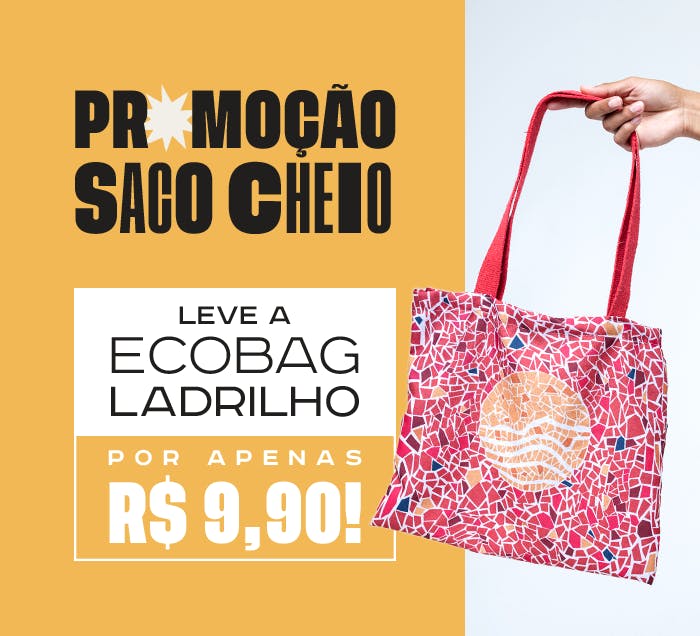 PROMOÇÃO
SACO CHEIO
LEVE A
ECOBAG
LADRILHO
POR APENAS
R$ 9,90!